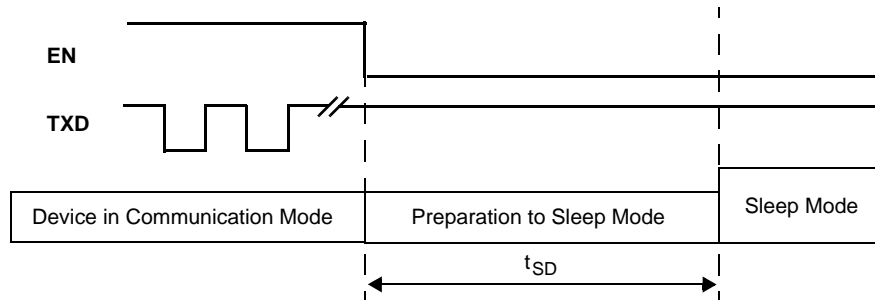 EN
TXD
Device in Communication Mode
Preparation to Sleep Mode
Sleep Mode
tSD